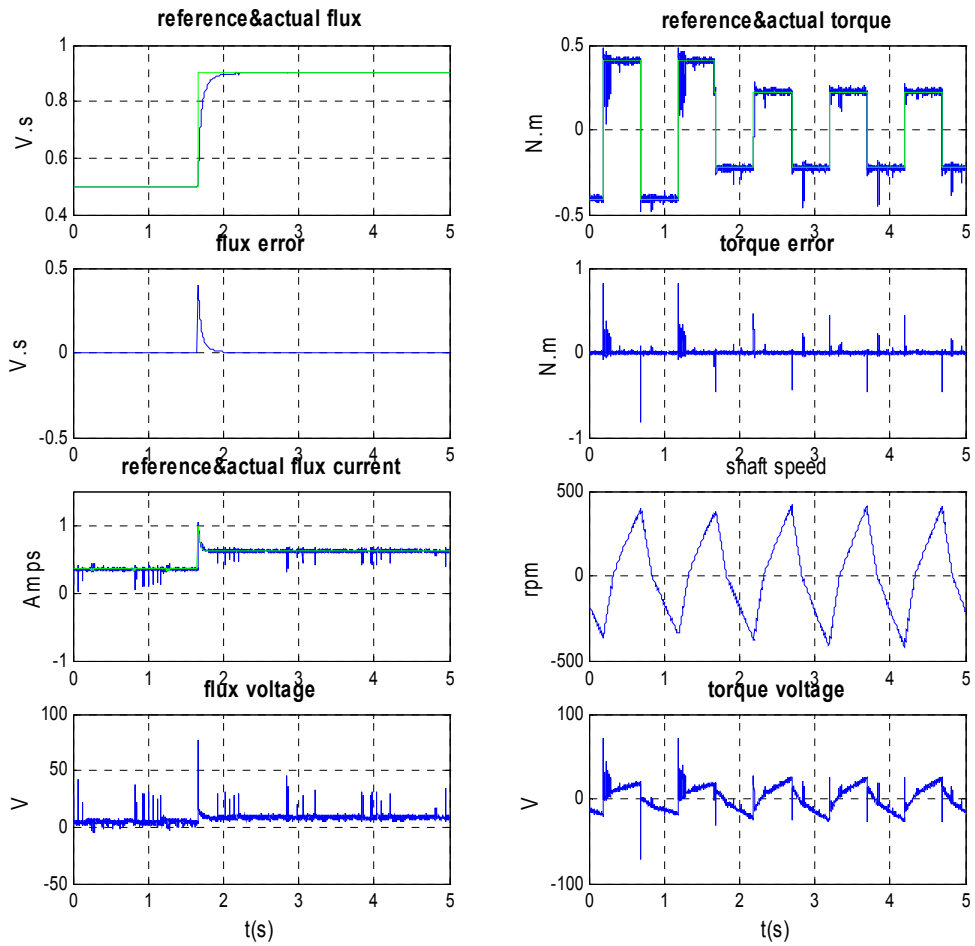 reference&actual flux
1
0.8
0.6
0.4
V.s
0 1 2 3 4 5
reference&actual torque
0.5
0
-0.5
N.m
0 1 2 3 4 5
flux error
0.5
0
-0.5
V.s
0 1 2 3 4 5
torque error
1
0
-1
N.m
0 1 2 3 4 5
reference&actual flux current
1
0
-1
Amps
0 1 2 3 4 5
shaft speed
500
0
-500
rpm
0 1 2 3 4 5
flux voltage
100
50
0
-50
V
0 1 2 3 4 5
t(s)
torque voltage
100
0
-100
V
0 1 2 3 4 5
t(s)